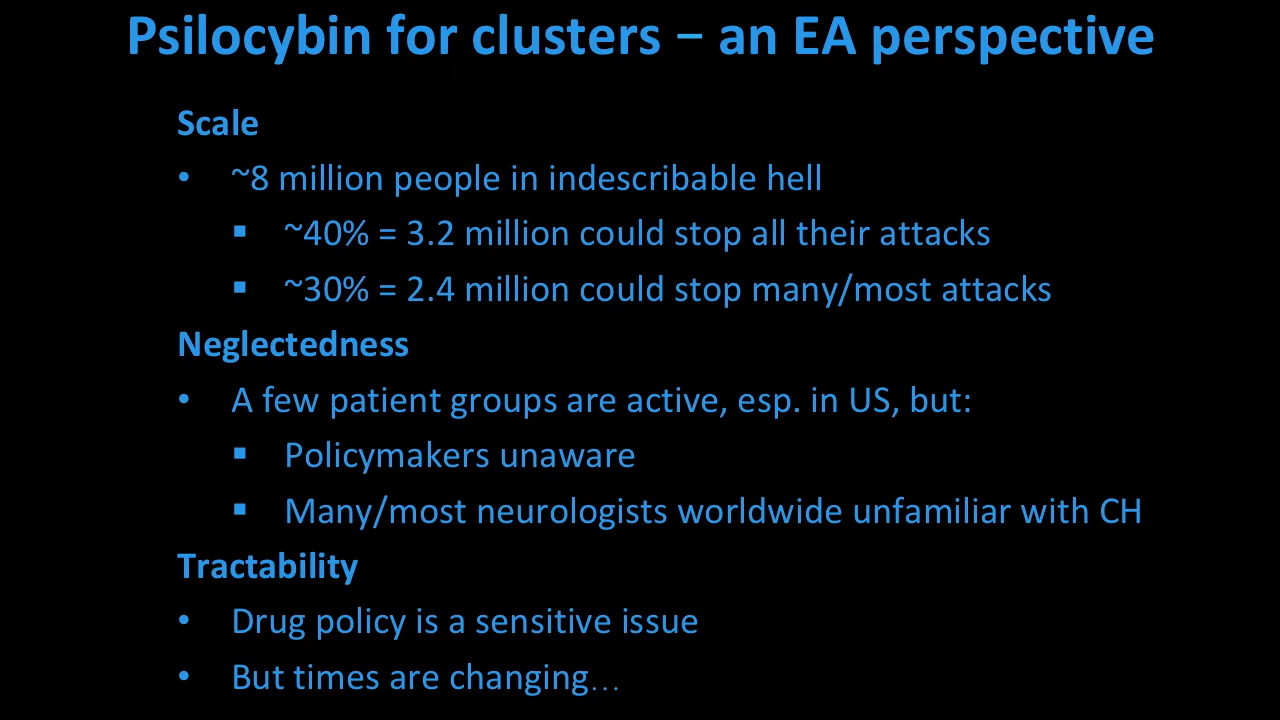 Psilocybin for clusters − an EA perspective
Scale
• ~8 million people in indescribable hell
▪ ~40% = 3.2 million could stop all their attacks
▪ ~30% = 2.4 million could stop many/most attacks
Neglectedness
• A few patient groups are active, esp. in US, but:
▪ Policymakers unaware
▪ Many/most neurologists worldwide unfamiliar with CH
Tractability
• Drug policy is a sensitive issue
• But times are changing…